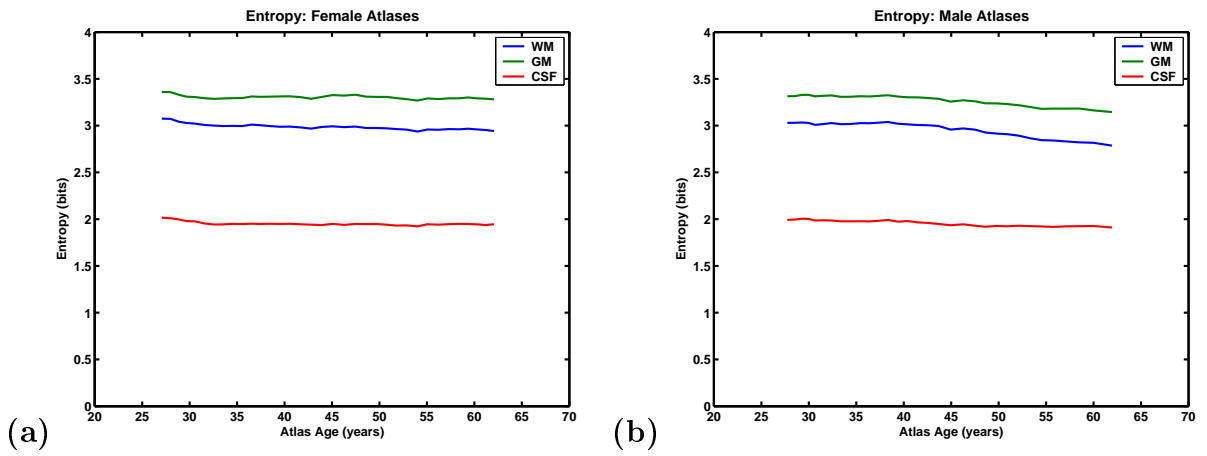 Entropy: Female Atlases
4
3.5
3
2.5
2
1.5
1
0.5
0
Entropy (bits)
WM
GM
CSF
20 25 30 35 40 45 50 55 60 65 70
Atlas Age (years)
(a)
Entropy: Male Atlases
4
3.5
3
2.5
2
1.5
1
0.5
0
Entropy (bits)
WM
GM
CSF
20 25 30 35 40 45 50 55 60 65 70
Atlas Age (years)
(b)